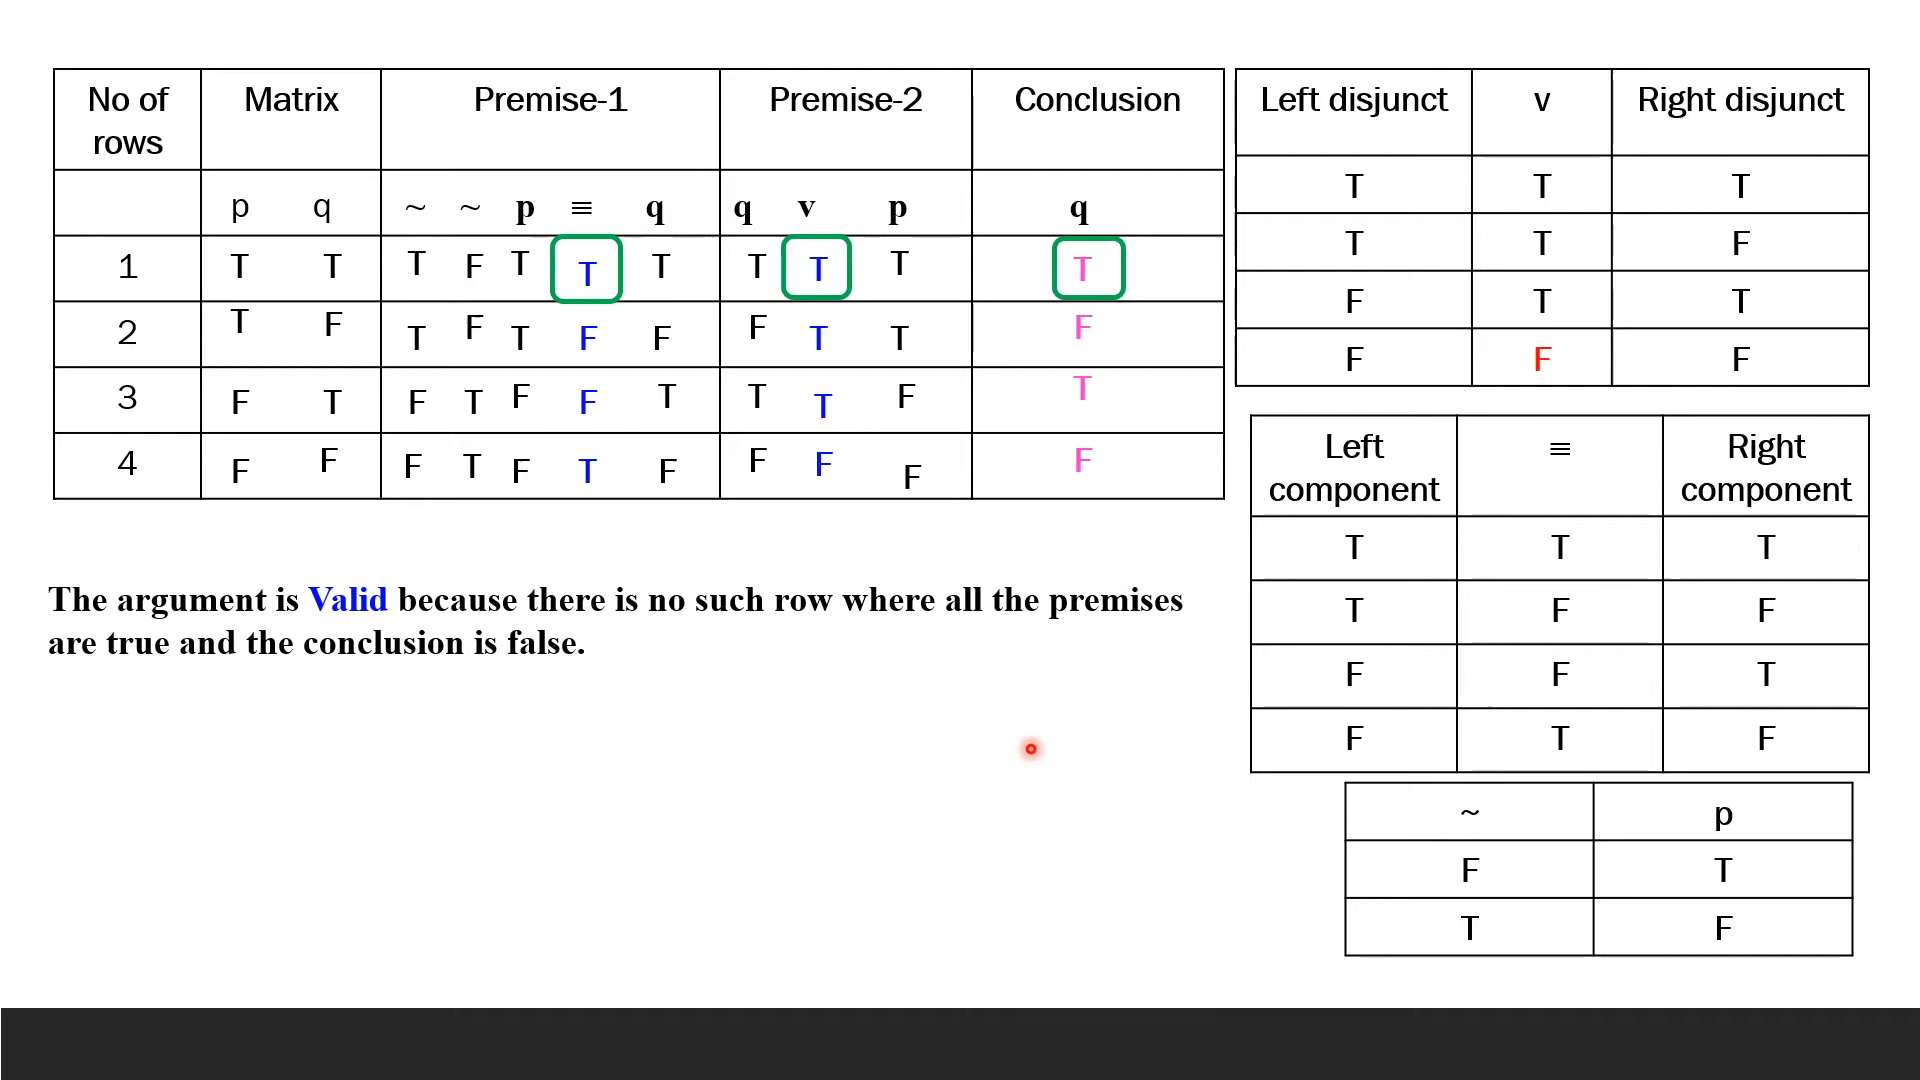 No of rows Matrix Premise-1 Premise-2 Conclusion
p q ~ ~ p ≡ q q v p q
1 T T T F T T T T T T T
2 T F T F T F F F T T F
3 F T F T F F T T T F T
4 F F F T F T F F F F F
The argument is Valid because there is no such row where all the premises
are true and the conclusion is false.
Left disjunct v Right disjunct
T T T
T T F
F T T
F F F
Left component ≡ Right component
T T T
T F F
F F T
F T F
~ p
F T
T F